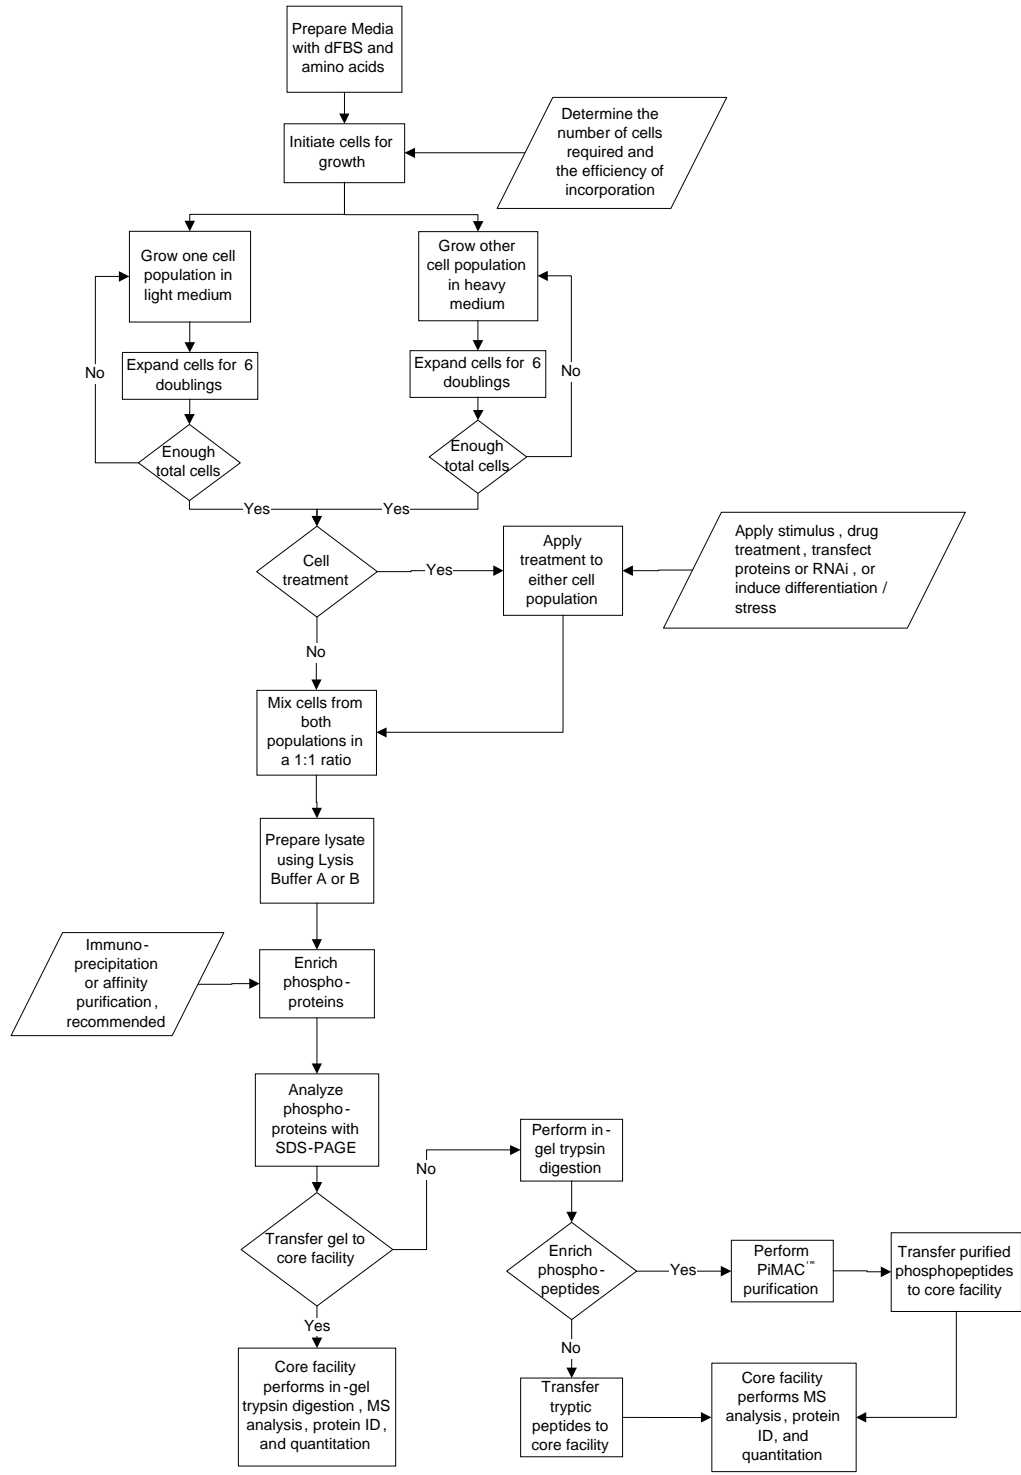 Prepare Media
with dFBS and
amino acids
Determine the
number of cells
required and
the efficiency of
incorporation
Initiate cells for
growth
Grow one cell
population in
light medium
Grow other
cell population
in heavy
medium
No
Expand cells for 6
doublings
Expand cells for 6
doublings
No
Enough
total cells
Enough
total cells
Yes
Yes
Cell
treatment
Yes
Apply
treatment to
either cell
population
Apply stimulus, drug
treatment, transfect
proteins or RNAi, or
induce differentiation /
stress
No
Mix cells from
both
populations in
a 1:1 ratio
Prepare lysate
using Lysis
Buffer A or B
Immuno-
precipitation
or affinity
purification,
recommended
Enrich
phospho-
proteins
Analyze
phospho-
proteins with
SDS-PAGE
No
Perform in-
gel trypsin
digestion
Transfer gel to
core facility
Enrich
phospho-
peptides
Yes
Perform
PiMAC™
purification
Transfer purified
phosphopeptides
to core facility
Yes
No
Core facility
performs in-gel
trypsin digestion, MS
analysis, protein ID,
and quantitation
Transfer
tryptic
peptides to
core facility
Core facility
performs MS
analysis, protein
ID, and
quantitation